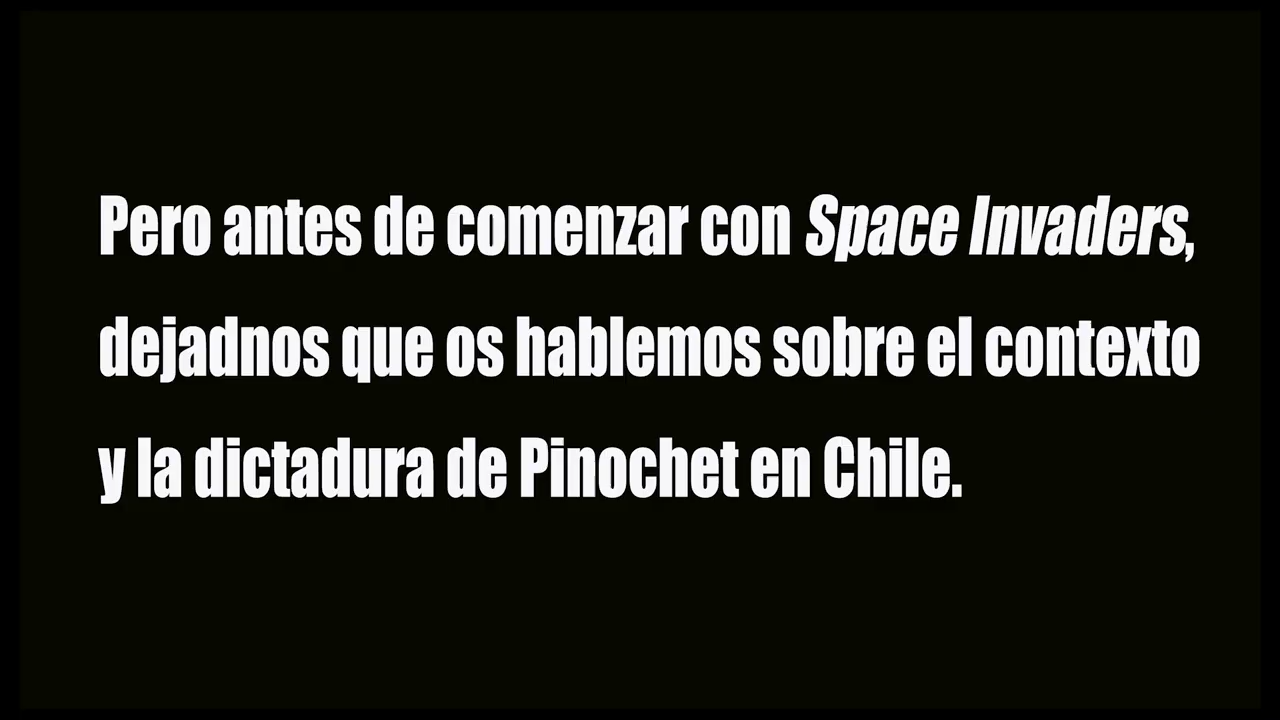 Pero antes de comenzar con Space Invaders,
dejadnos que os hablemos sobre el contexto
y la dictadura de Pinochet en Chile.